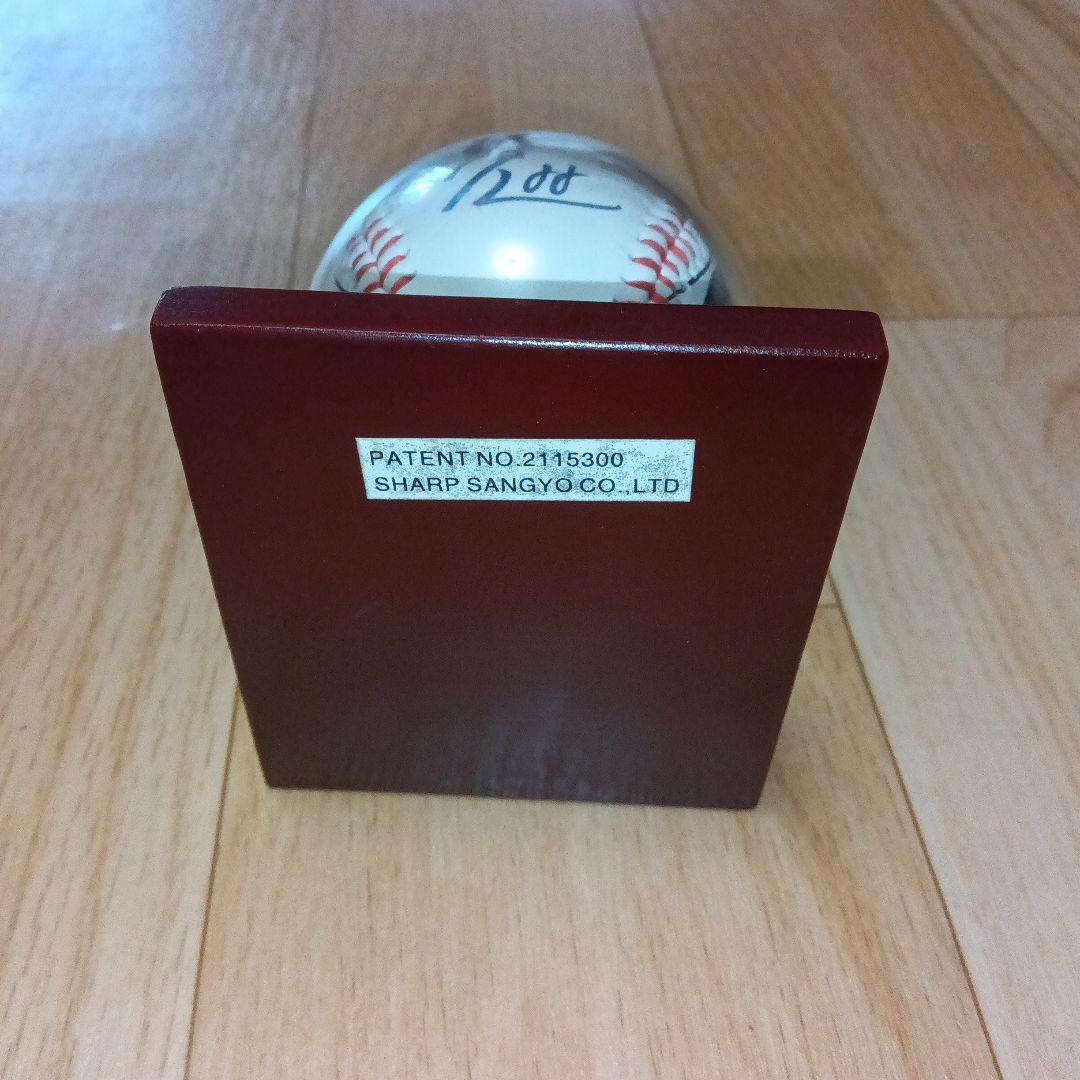 PATENT NO.2115300
SHARP SANGYO CO.,LTD